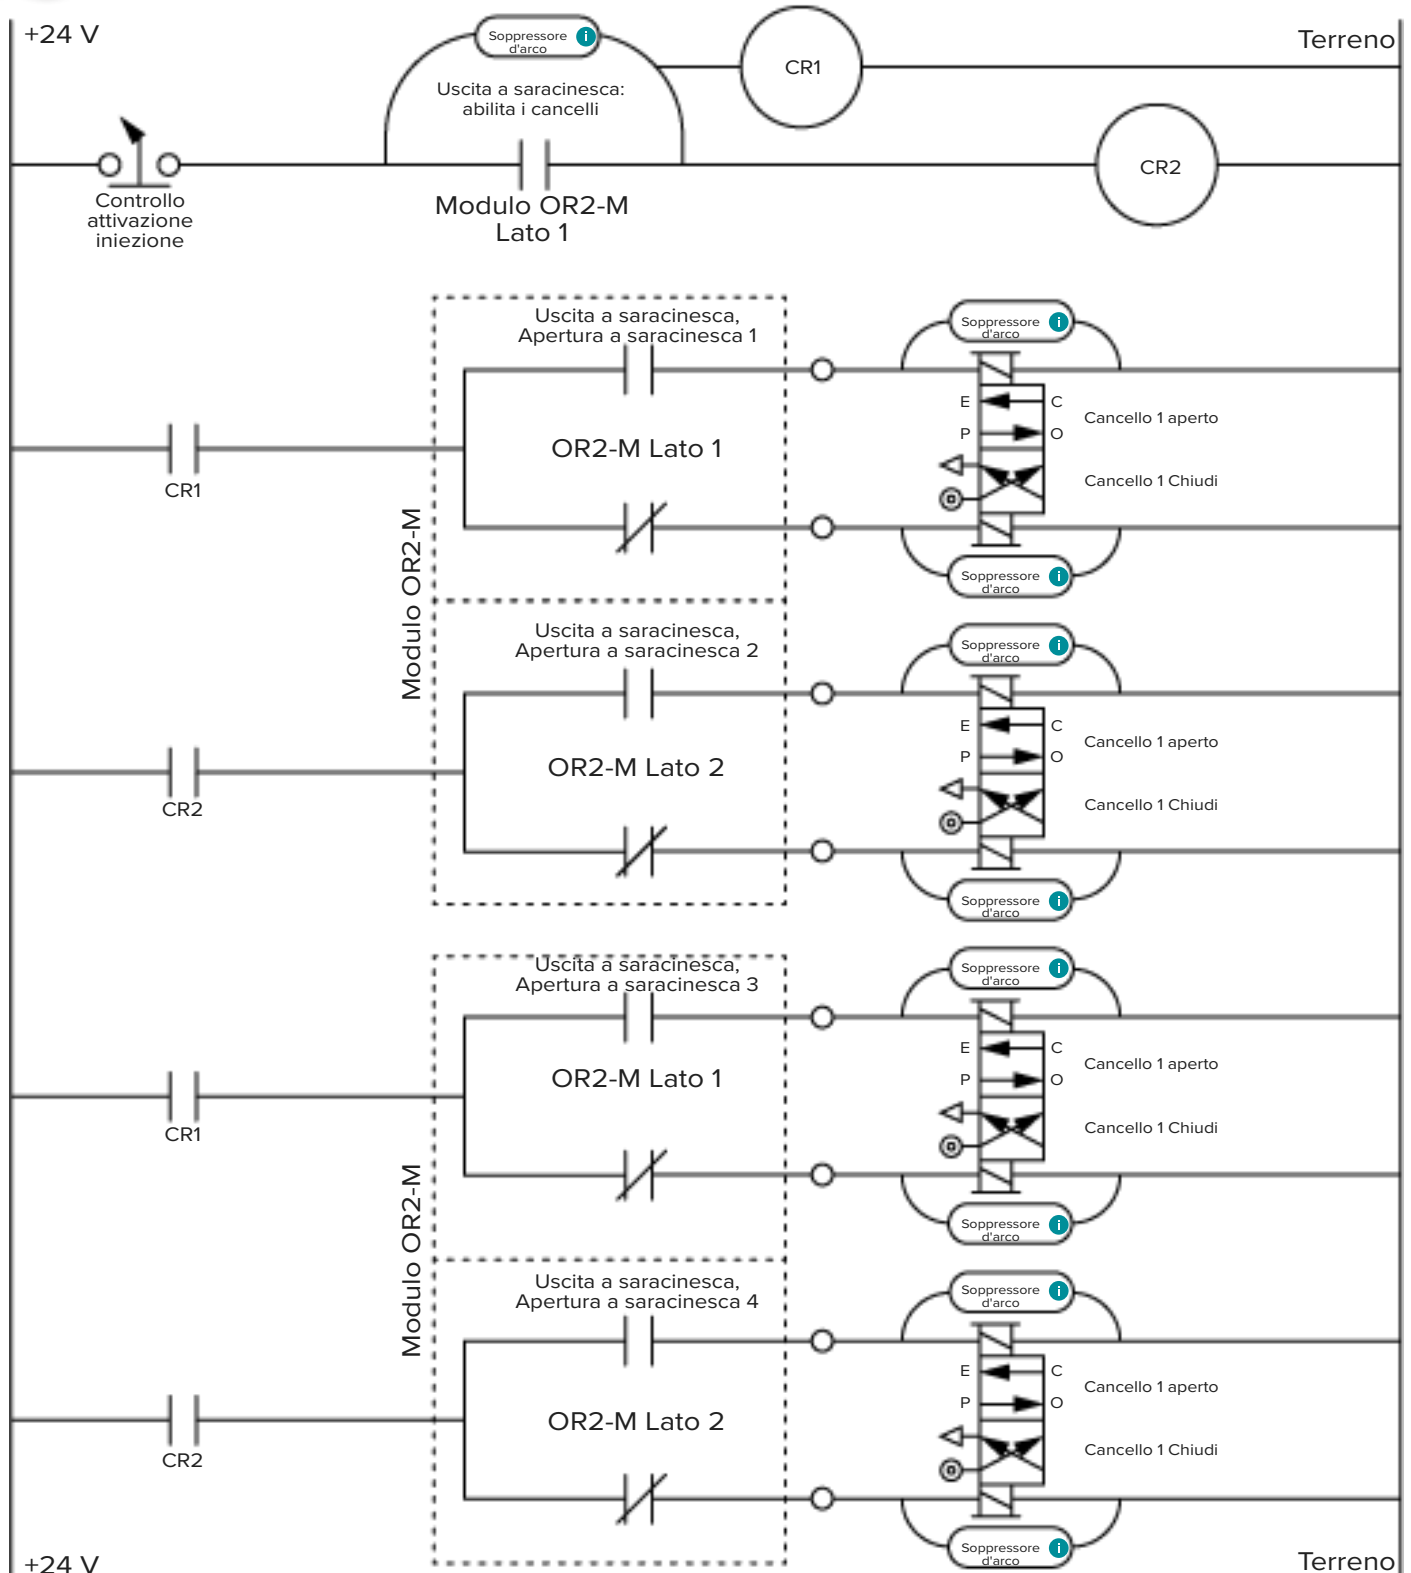 +24 V
Terreno
Soppressore
d'arco
i
CR1
Uscita a saracinesca:
abilita i cancelli
CR2
Controllo
attivazione
iniezione
Modulo OR2-M
Lato 1
Uscita a saracinesca,
Apertura a saracinesca 1
Soppressore
d'arco
i
E
C
Cancello 1 aperto
P
O
OR2-M Lato 1
CR1
Cancello 1 Chiudi
Soppressore
d'arco
i
Modulo OR2-M
Uscita a saracinesca,
Apertura a saracinesca 2
Soppressore
d'arco
i
E
C
Cancello 1 aperto
P
O
OR2-M Lato 2
CR2
Cancello 1 Chiudi
Soppressore
d'arco
i
Uscita a saracinesca,
Apertura a saracinesca 3
Soppressore
d'arco
i
E
C
Cancello 1 aperto
P
O
OR2-M Lato 1
CR1
Cancello 1 Chiudi
Soppressore
d'arco
i
Modulo OR2-M
Uscita a saracinesca,
Apertura a saracinesca 4
Soppressore
d'arco
i
E
C
Cancello 1 aperto
P
O
OR2-M Lato 2
CR2
Cancello 1 Chiudi
Soppressore
d'arco
i
+24 V
Terreno